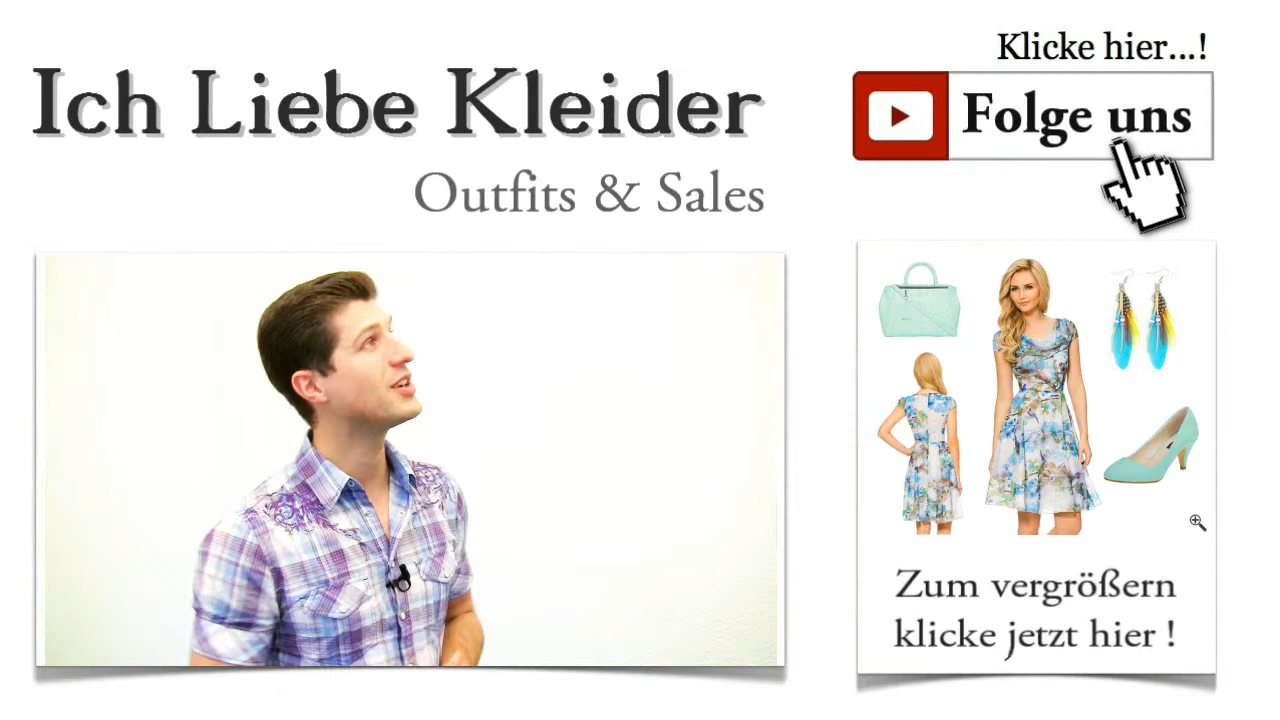 Ich Liebe Kleider
Outfits & Sales
Klicke hier...!
Folge uns
Zum vergrößern
klicke jetzt hier !